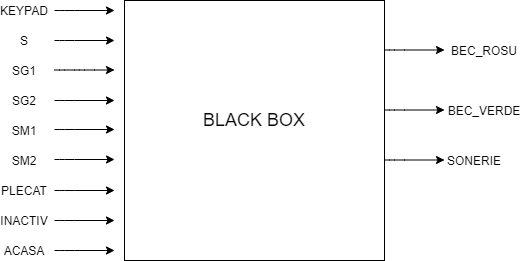 KEYPAD
S
SG1
SG2
SM1
SM2
PLECAT
INACTIV
ACASA
BLACK BOX
BEC_ROSU
BEC_VERDE
SONERIE